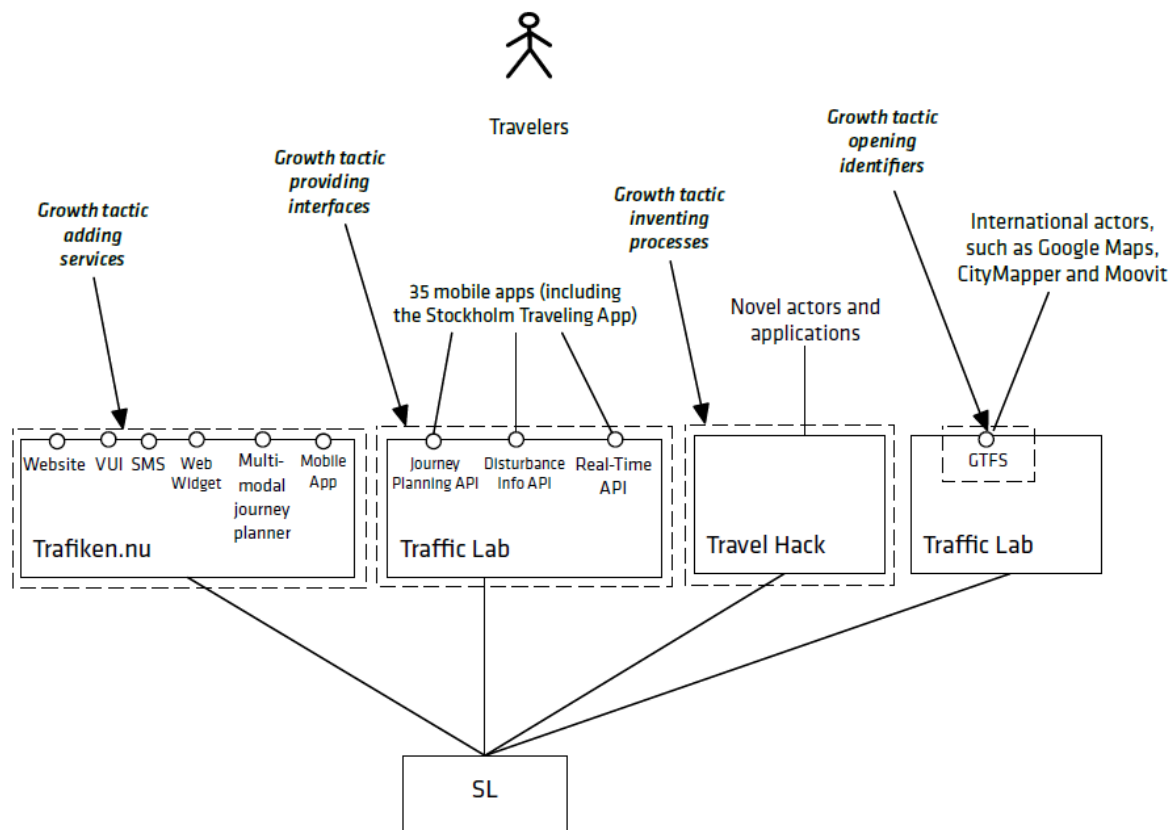 Travelers
Growth tactic
adding
services
Growth tactic
providing
interfaces
Growth tactic
inventing
processes
Growth tactic
opening
identifiers
35 mobile apps (including
the Stockholm Traveling App)
Novel actors and
applications
International actors,
such as Google Maps,
CityMapper and Moovit
Website
VUI
SMS
Web
Widget
Multi-
modal
journey
planner
Mobile
App
Trafiken.nu
Journey
Planning API
Disturbance
Info API
Real-Time
API
Traffic Lab
Travel Hack
GTFS
Traffic Lab
SL